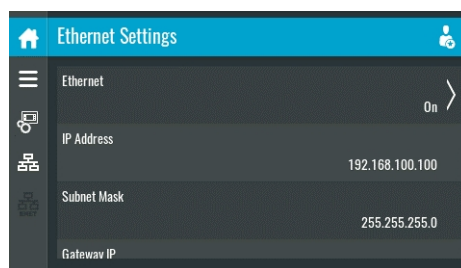 Ethernet Settings
Ethernet
On
IP Address
192.168.100.100
Subnet Mask
255.255.255.0
Gateway IP